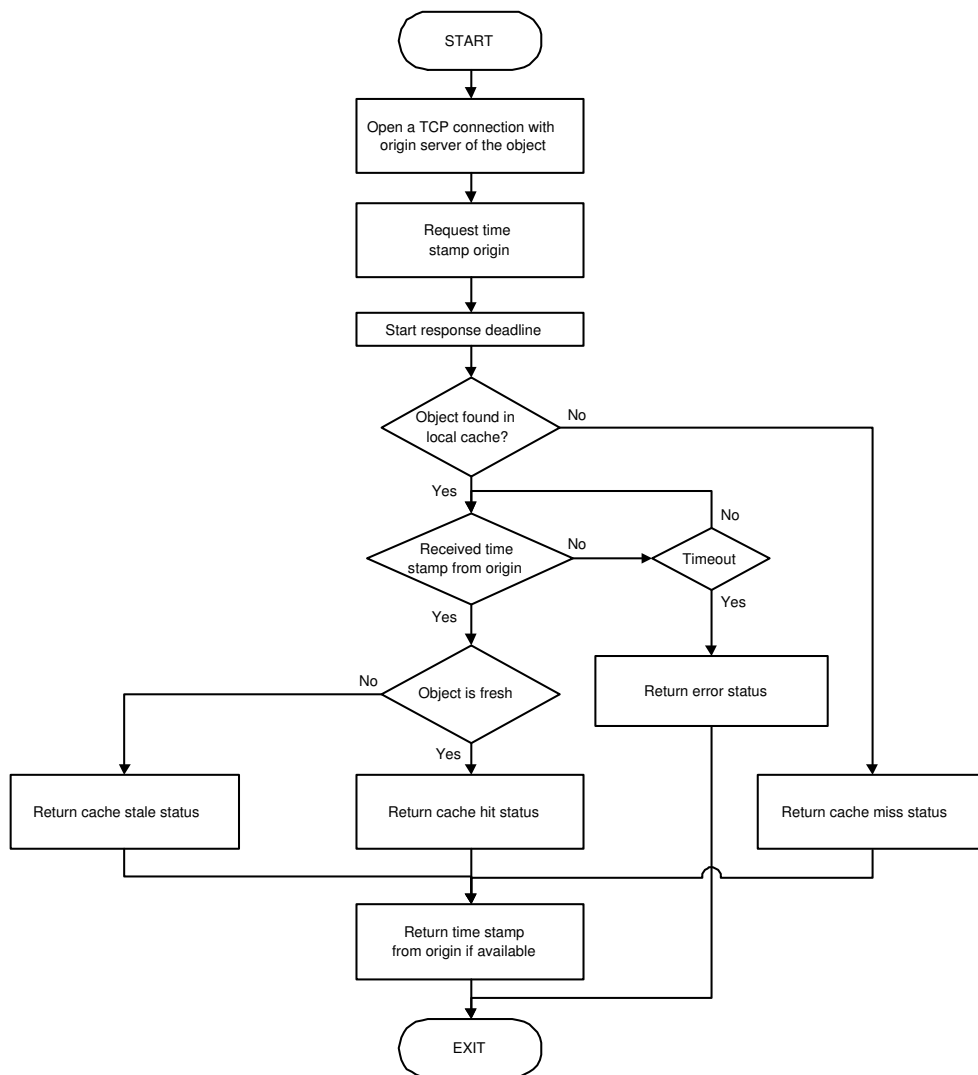 START
Open a TCP connection with
origin server of the object
Request time
stamp origin
Start response deadline
Object found in
local cache?
No
Yes
No
Received time
stamp from origin
No
Timeout
Yes
Yes
Object is fresh
No
Return error status
Yes
Return cache stale status
Return cache hit status
Return cache miss status
Return time stamp
from origin if available
EXIT